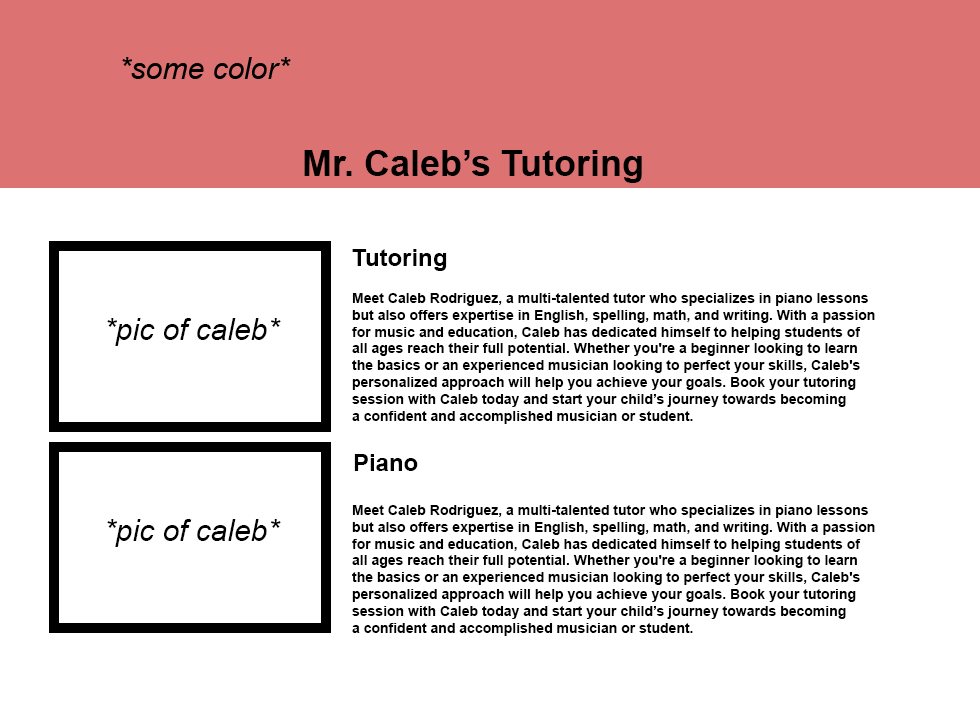 *some color*
Mr. Caleb’s Tutoring
*pic of caleb*
Tutoring
Meet Caleb Rodriguez, a multi-talented tutor who specializes in piano lessons
but also offers expertise in English, spelling, math, and writing. With a passion
for music and education, Caleb has dedicated himself to helping students of
all ages reach their full potential. Whether you're a beginner looking to learn
the basics or an experienced musician looking to perfect your skills, Caleb's
personalized approach will help you achieve your goals. Book your tutoring
session with Caleb today and start your child’s journey towards becoming
a confident and accomplished musician or student.
*pic of caleb*
Piano
Meet Caleb Rodriguez, a multi-talented tutor who specializes in piano lessons
but also offers expertise in English, spelling, math, and writing. With a passion
for music and education, Caleb has dedicated himself to helping students of
all ages reach their full potential. Whether you're a beginner looking to learn
the basics or an experienced musician looking to perfect your skills, Caleb's
personalized approach will help you achieve your goals. Book your tutoring
session with Caleb today and start your child’s journey towards becoming
a confident and accomplished musician or student.